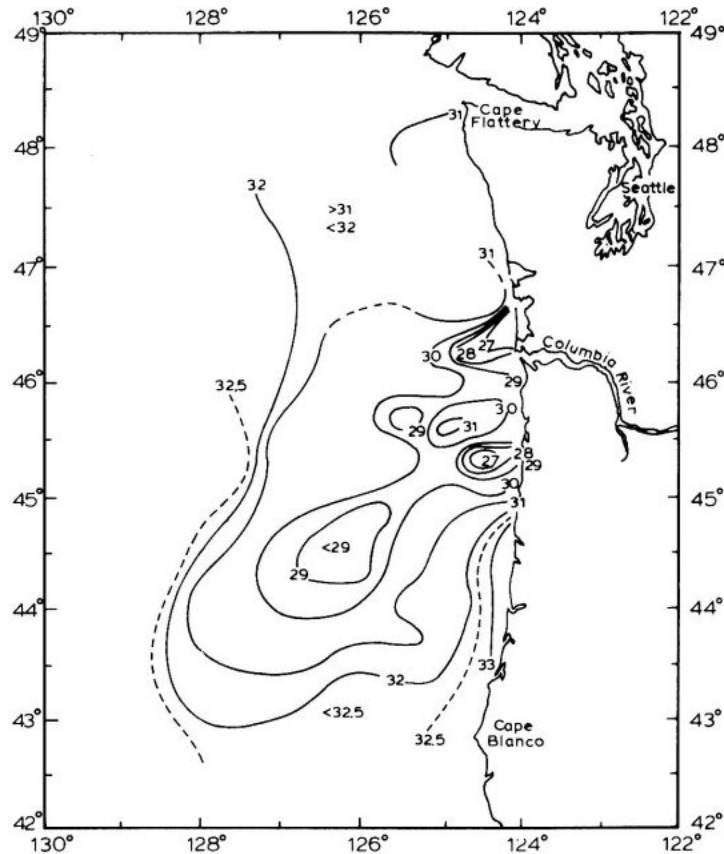 130° 128° 126° 124° 122°
49° 49°
31 Cape
Flattery
48° 48°
32 Seattle
>31
<32
47° 31 47°
Columbia River
27
30 28
46° 29 46°
32.5
30
29 31
28
27 29
30
45° 45°
31
<29
29
44° 44°
33
32
43° <32.5 43°
32.5 Cape
Blanco
42° 42°
130° 128° 126° 124° 122°